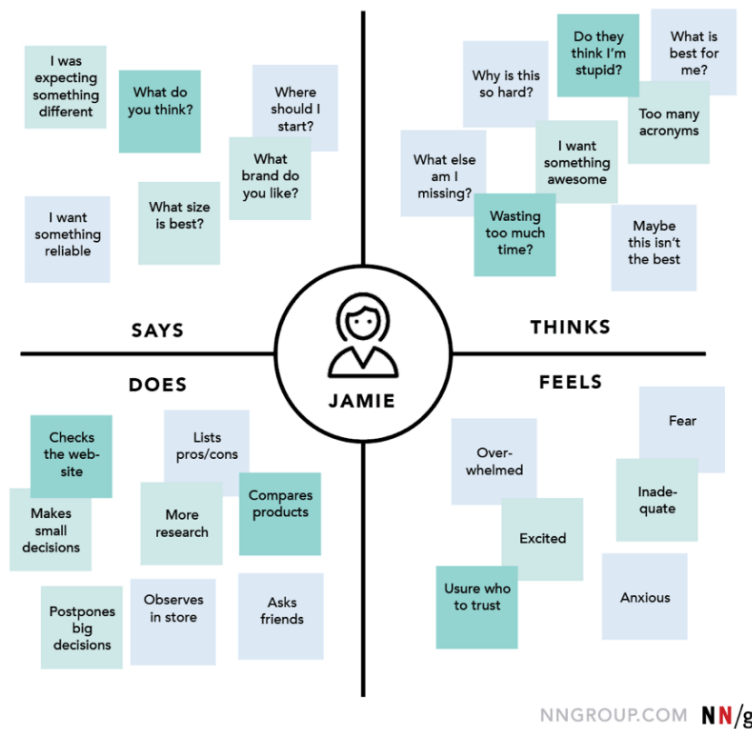 I was
expecting
something
different
What do
you think?
Where
should I
start?
What
brand do
you like?
What size
is best?
I want
something
reliable
SAYS
Do they
think I'm
stupid?
What is
best for
me?
Why is this
so hard?
Too many
acronyms
I want
something
awesome
What else
am I
missing?
Wasting
too much
time?
Maybe
this isn't
the best
THINKS
JAMIE
DOES
Checks
the web-
site
Lists
pros/cons
Makes
small
decisions
More
research
Compares
products
Postpones
big
decisions
Observes
in store
Asks
friends
FEELS
Over-
whelmed
Fear
Inade-
quate
Excited
Usure who
to trust
Anxious
NNGROUP.COM NN/g